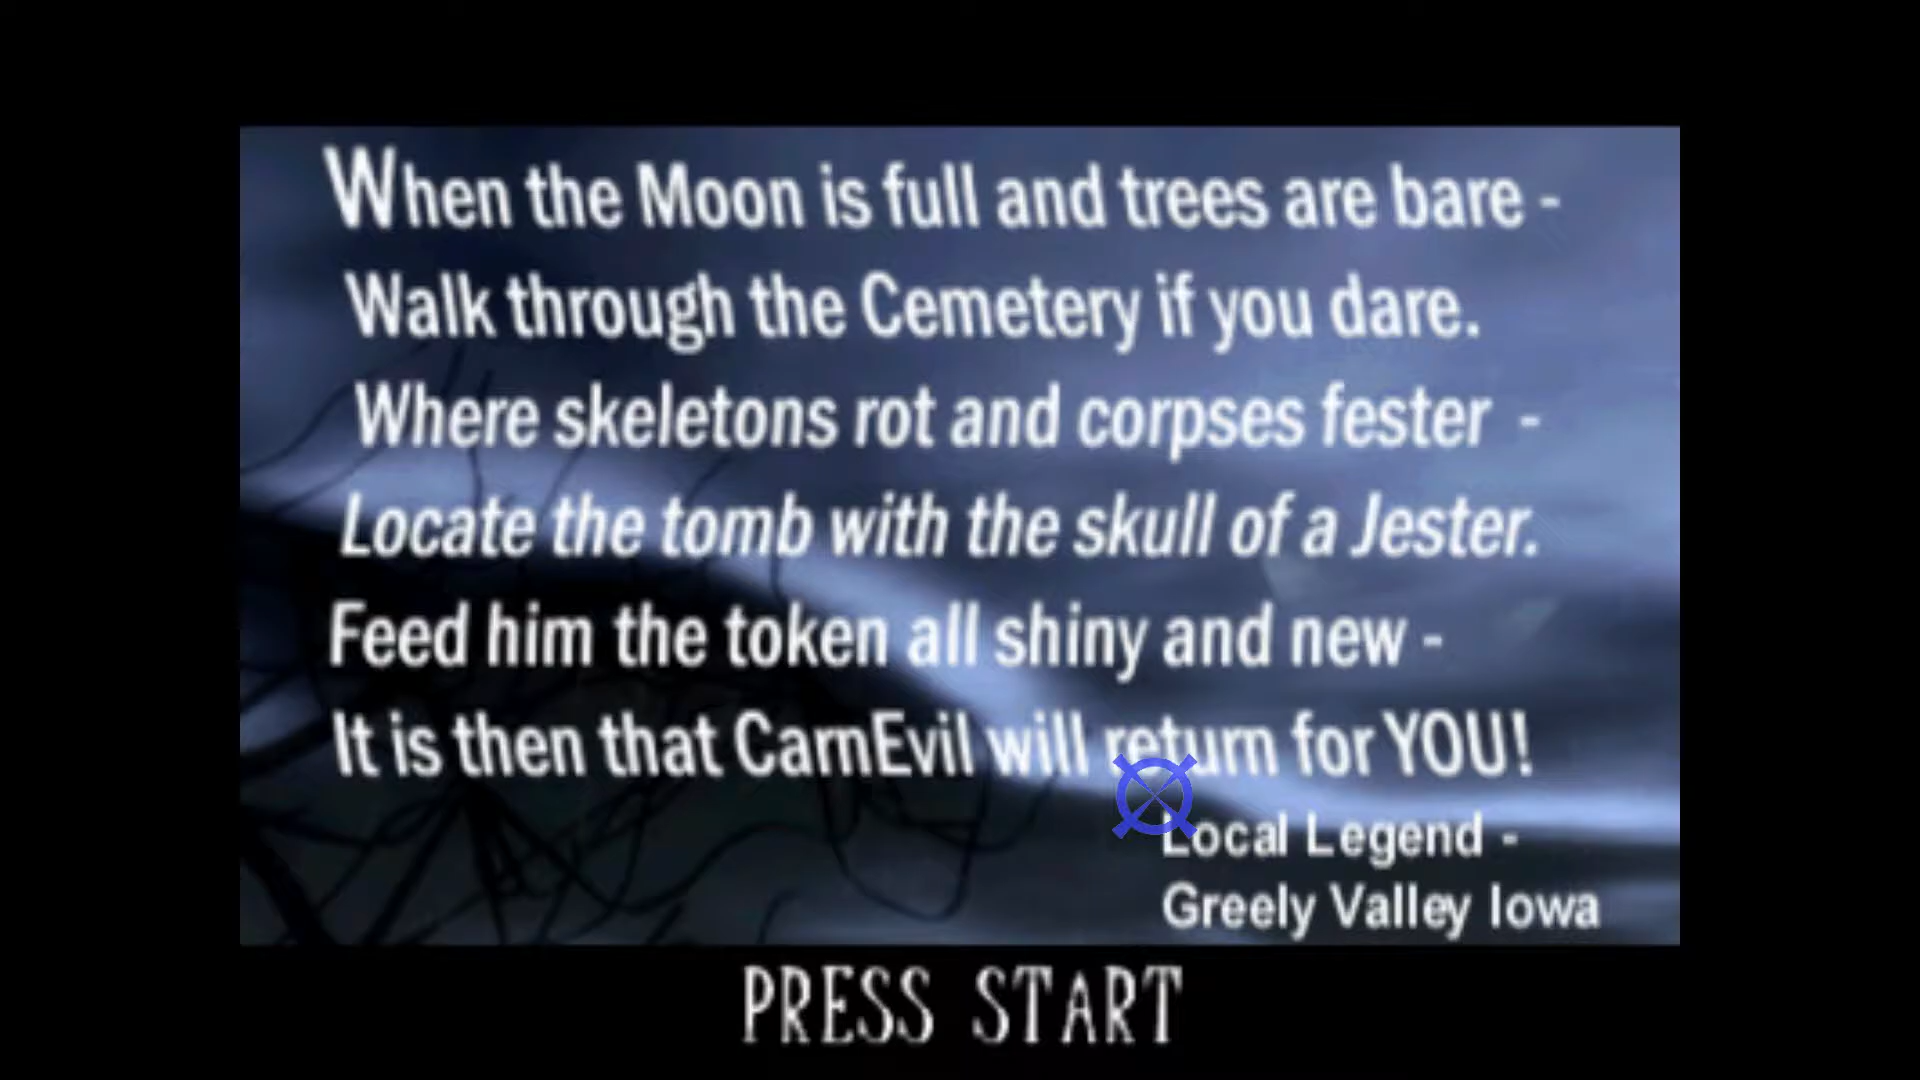 When the Moon is full and trees are bare -
Walk through the Cemetery if you dare.
Where skeletons rot and corpses fester -
Locate the tomb with the skull of a Jester.
Feed him the token all shiny and new -
It is then that CarnEvil will return for YOU!
Local Legend -
Greely Valley Iowa
PRESS START